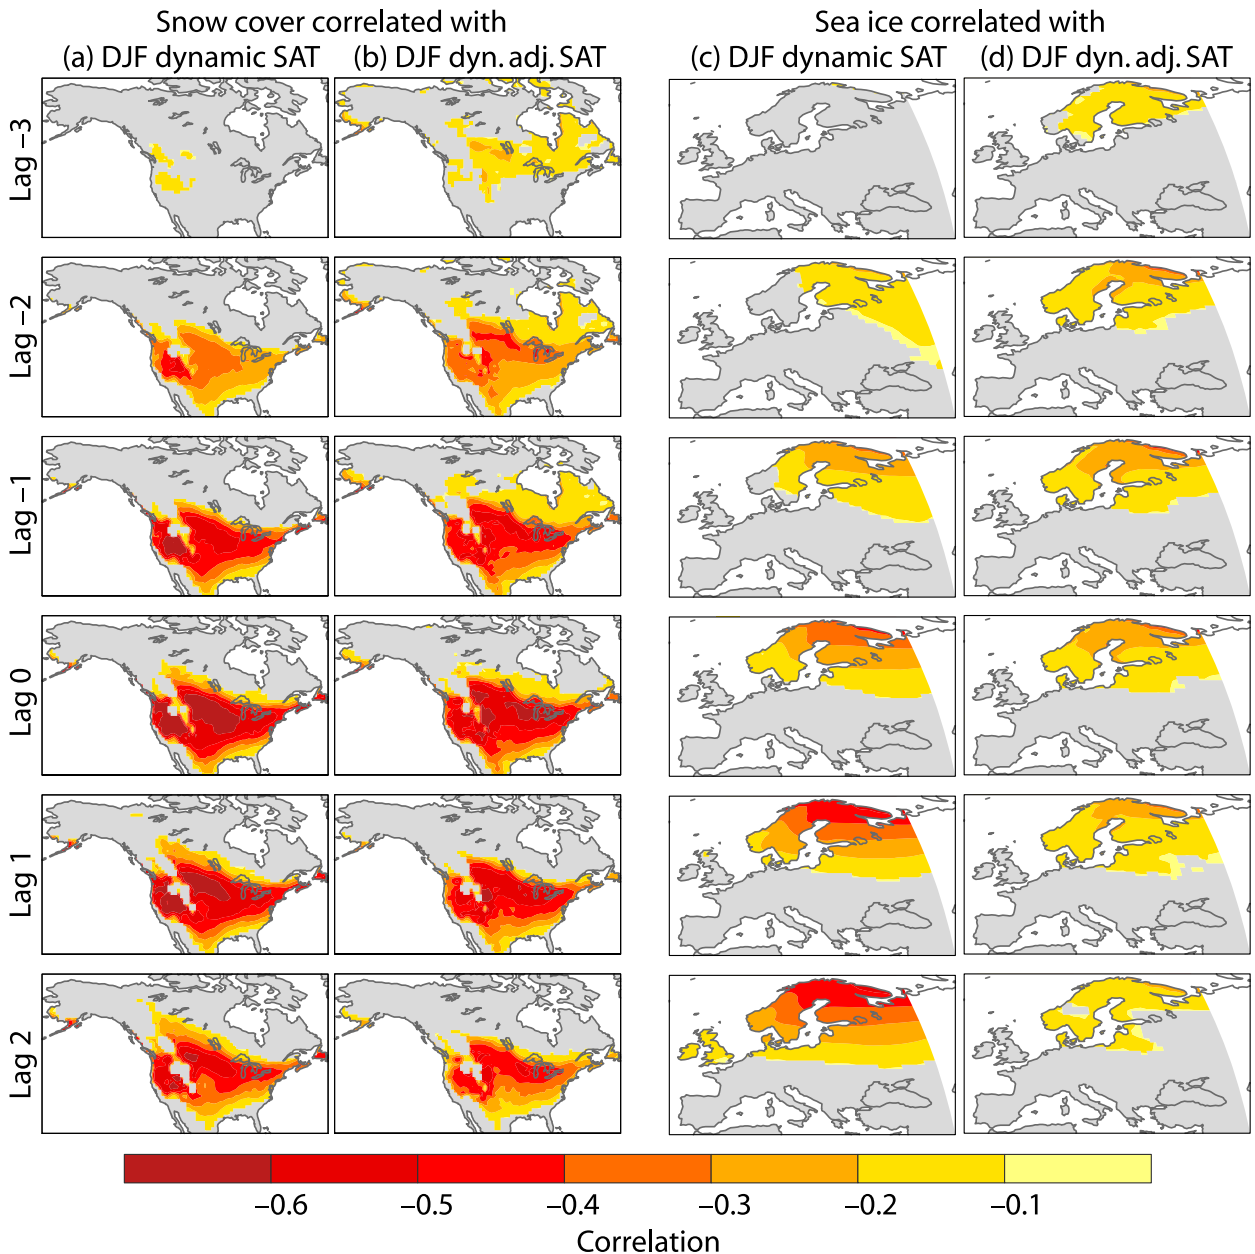 Snow cover correlated with
Sea ice correlated with
(a) DJF dynamic SAT
(b) DJF dyn. adj. SAT
(c) DJF dynamic SAT
(d) DJF dyn. adj. SAT
Lag −3
Lag −2
Lag −1
Lag 0
Lag 1
Lag 2
−0.6 −0.5 −0.4 −0.3 −0.2 −0.1
Correlation